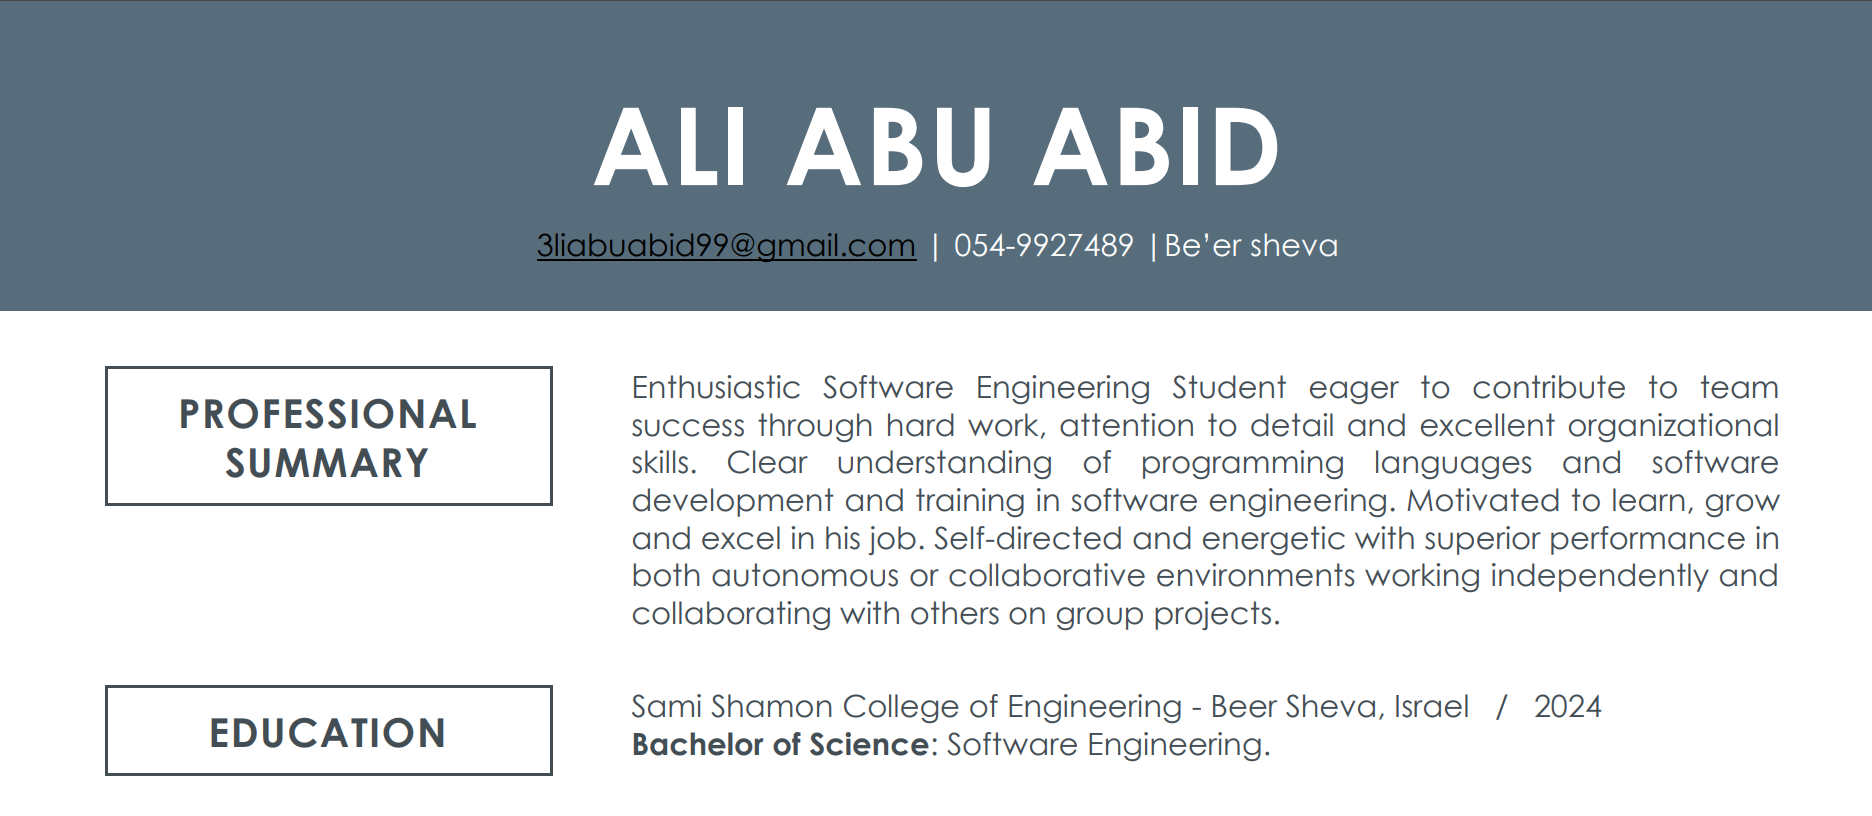 ALI ABU ABID
3liabuabid99@gmail.com | 054-9927489 |Be’er sheva
PROFESSIONAL
SUMMARY
Enthusiastic Software Engineering Student eager to contribute to team
success through hard work, attention to detail and excellent organizational
skills. Clear understanding of programming languages and software
development and training in software engineering. Motivated to learn, grow
and excel in his job. Self-directed and energetic with superior performance in
both autonomous or collaborative environments working independently and
collaborating with others on group projects.
EDUCATION
Sami Shamon College of Engineering - Beer Sheva, Israel / 2024
Bachelor of Science: Software Engineering.